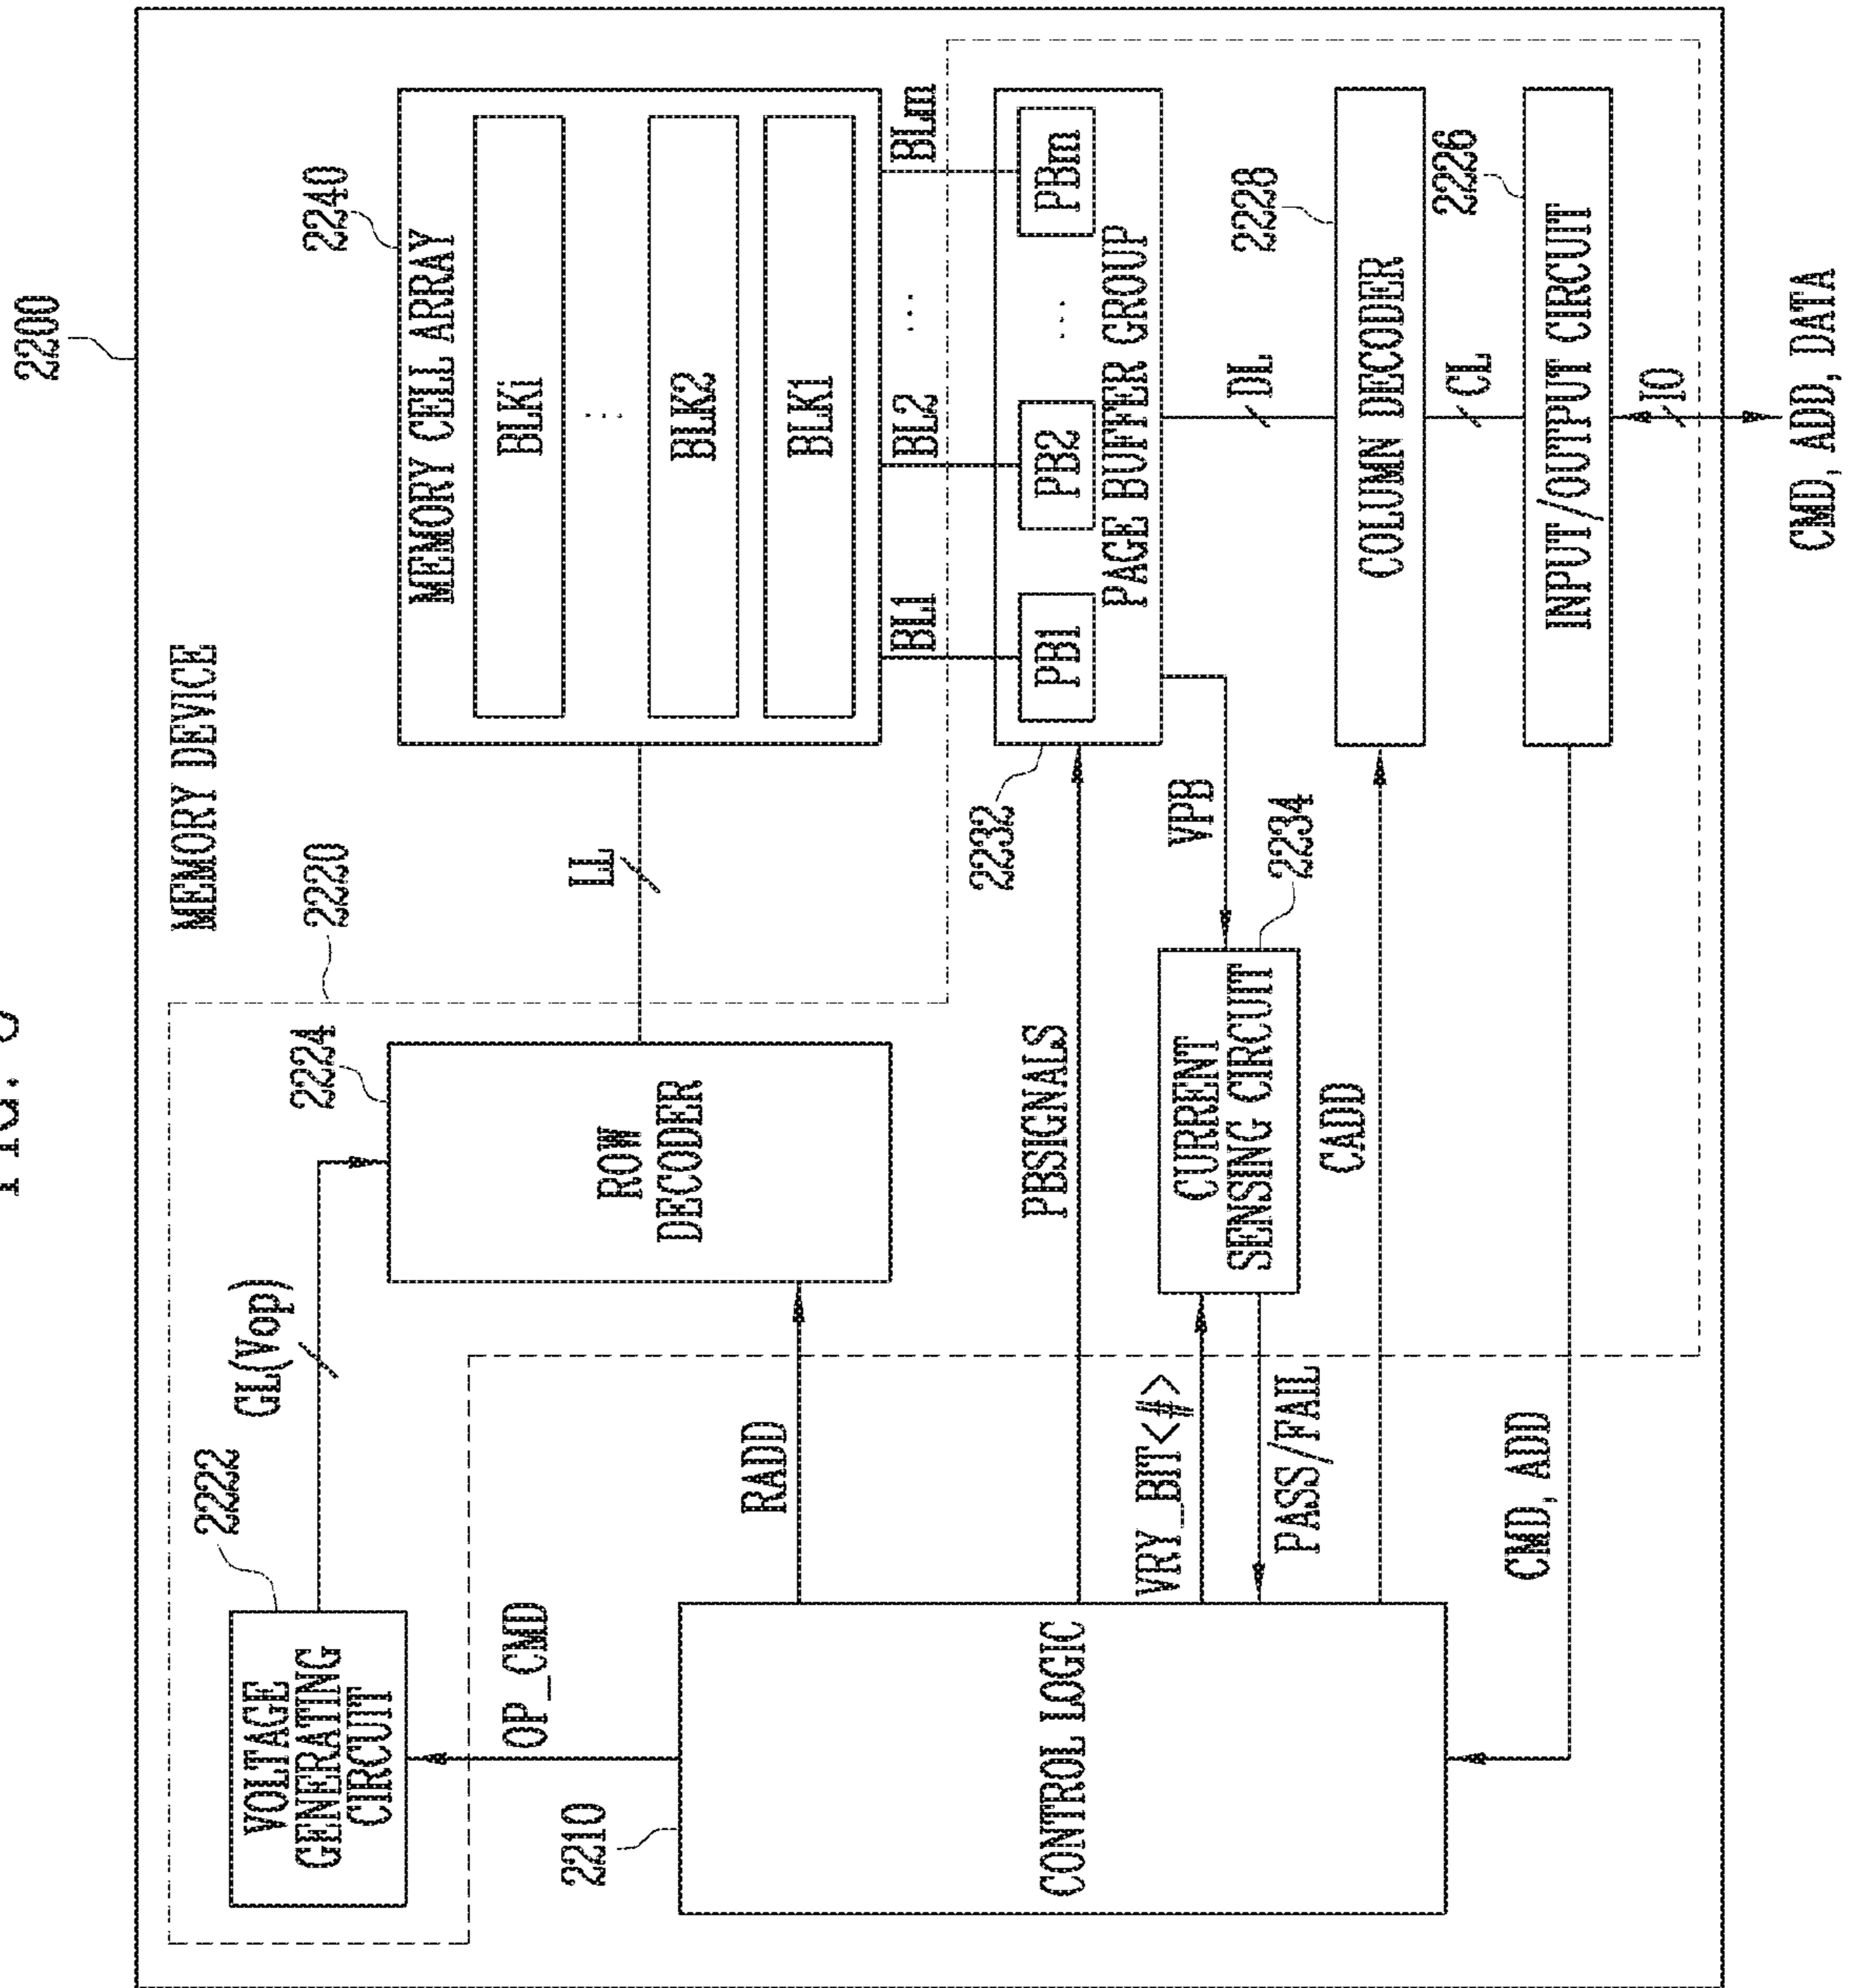 2200
MEMORY DEVICE
2220
2222
VOLTAGE
GENERATING
CIRCUIT
GL(Vop)
2224
ROW
DECODER
LL
2240
MEMORY CELL ARRAY
BLKi
⋮
BLK2
BLK1
OP_CMD
RADD
BL1
BL2
...
BLm
2210
CONTROL LOGIC
PBSIGNALS
2232
PB1
PB2
...
PBm
PAGE BUFFER GROUP
VRY_BIT<#>
PASS/FAIL
CURRENT
SENSING CIRCUIT
2234
VPB
DL
2228
CADD
COLUMN DECODER
CL
2226
CMD, ADD
INPUT/OUTPUT CIRCUIT
IO
CMD, ADD, DATA